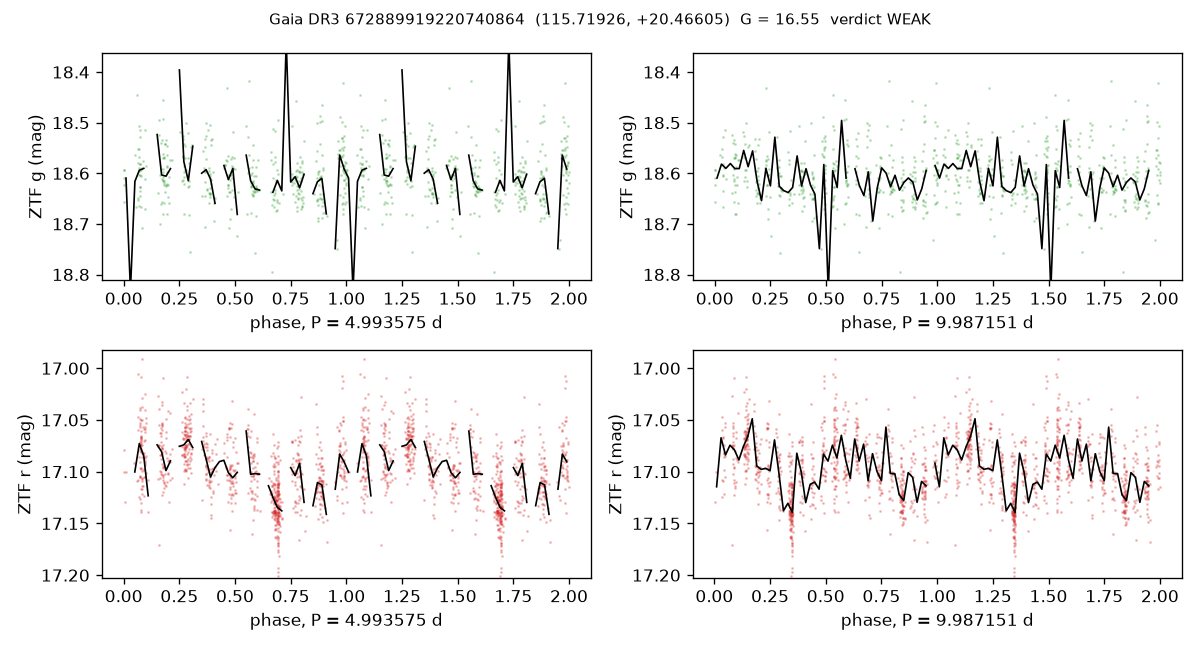 Gaia DR3 672889919220740864  (115.71926, +20.46605)  G = 16.55  verdict WEAK
ZTF g (mag)
18.4
18.5
18.6
18.7
18.8
0.00 0.25 0.50 0.75 1.00 1.25 1.50 1.75 2.00
phase, P = 4.993575 d
ZTF g (mag)
18.4
18.5
18.6
18.7
18.8
0.00 0.25 0.50 0.75 1.00 1.25 1.50 1.75 2.00
phase, P = 9.987151 d
ZTF r (mag)
17.00
17.05
17.10
17.15
17.20
0.00 0.25 0.50 0.75 1.00 1.25 1.50 1.75 2.00
phase, P = 4.993575 d
ZTF r (mag)
17.00
17.05
17.10
17.15
17.20
0.00 0.25 0.50 0.75 1.00 1.25 1.50 1.75 2.00
phase, P = 9.987151 d